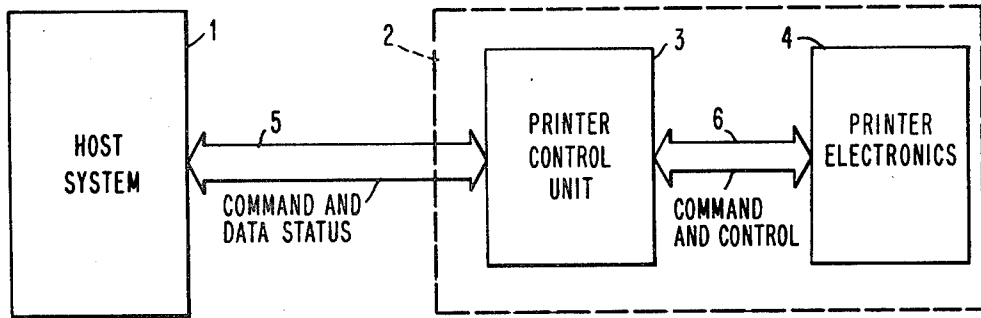 1
2
3
4
HOST
SYSTEM
5
COMMAND AND
DATA STATUS
PRINTER
CONTROL
UNIT
6
COMMAND
AND CONTROL
PRINTER
ELECTRONICS